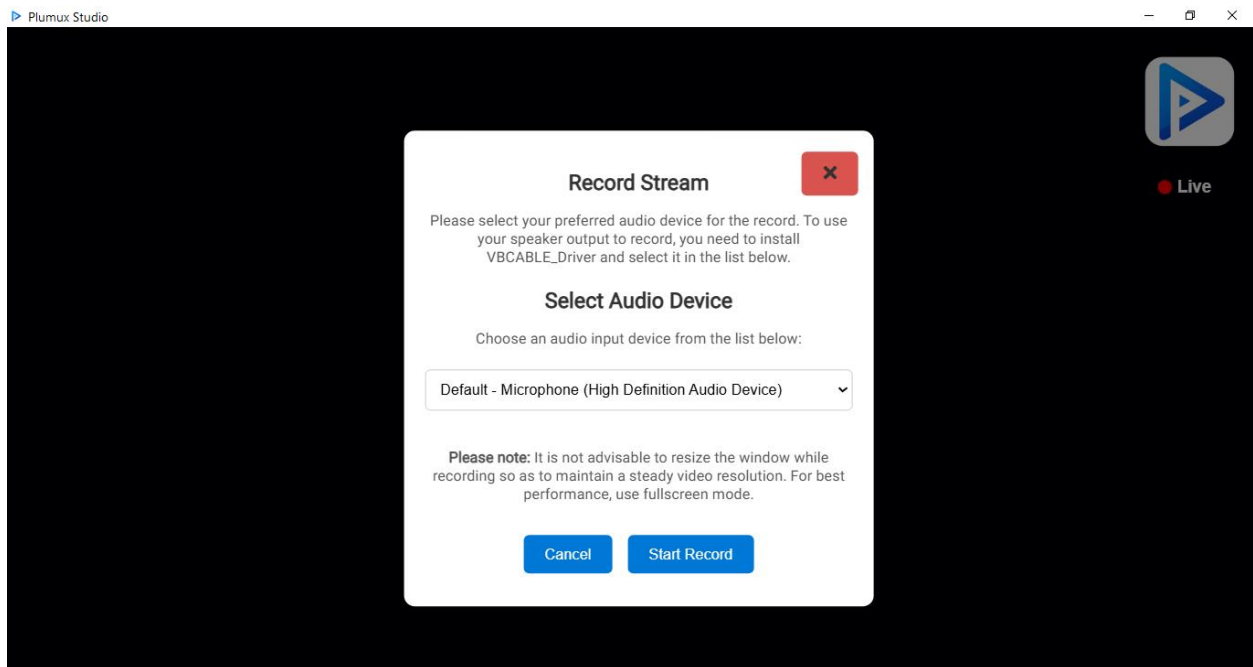 Plumux Studio
Live
Record Stream
Please select your preferred audio device for the record. To use
your speaker output to record, you need to install
VBCABLE_Driver and select it in the list below.
Select Audio Device
Choose an audio input device from the list below:
Default - Microphone (High Definition Audio Device)
Please note: It is not advisable to resize the window while
recording so as to maintain a steady video resolution. For best
performance, use fullscreen mode.
Cancel
Start Record